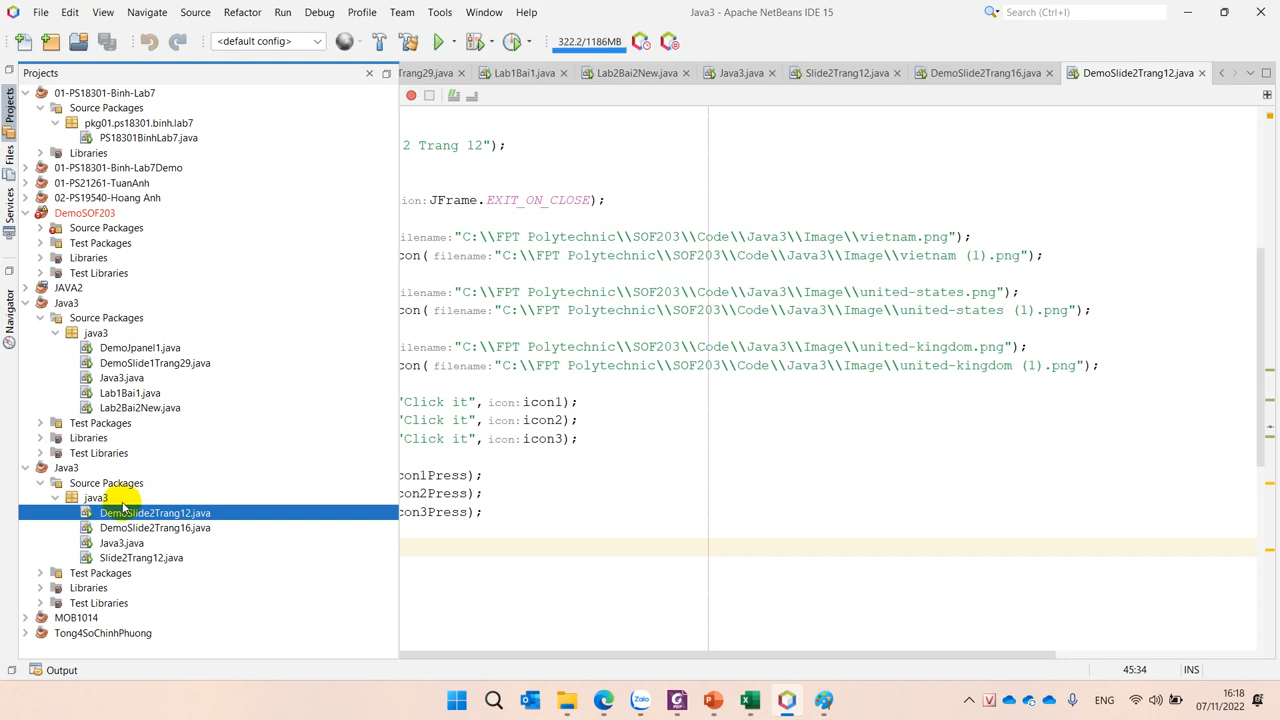 File Edit View Navigate Source Refactor Run Debug Profile Team Tools Window Help
Java3 - Apache NetBeans IDE 15
Search (Ctrl+I)
<default config>
322.2/1186MB
Projects
Trang29.java
Lab1Bai1.java
Lab2Bai2New.java
Java3.java
Slide2Trang12.java
DemoSlide2Trang16.java
DemoSlide2Trang12.java
Projects
Files
Services
Navigator
01-PS18301-Binh-Lab7
Source Packages
pkg01.ps18301.binh.lab7
PS18301BinhLab7.java
Libraries
01-PS18301-Binh-Lab7Demo
01-PS21261-TuanAnh
02-PS19540-Hoang Anh
DemoSOF203
Source Packages
Test Packages
Libraries
Test Libraries
JAVA2
Java3
Source Packages
java3
DemoJpanel1.java
DemoSlide1Trang29.java
Java3.java
Lab1Bai1.java
Lab2Bai2New.java
Test Packages
Libraries
Test Libraries
Java3
Source Packages
java3
DemoSlide2Trang12.java
DemoSlide2Trang16.java
Java3.java
Slide2Trang12.java
Test Packages
Libraries
Test Libraries
MOB1014
Tong4SoChinhPhuong
2 Trang 12");
ion: JFrame.EXIT_ON_CLOSE);
ilename: "C:\\FPT Polytechnic\\SOF203\\Code\\Java3\\Image\\vietnam.png");
con( filename: "C:\\FPT Polytechnic\\SOF203\\Code\\Java3\\Image\\vietnam (1).png");
ilename: "C:\\FPT Polytechnic\\SOF203\\Code\\Java3\\Image\\united-states.png");
con( filename: "C:\\FPT Polytechnic\\SOF203\\Code\\Java3\\Image\\united-states (1).png");
ilename: "C:\\FPT Polytechnic\\SOF203\\Code\\Java3\\Image\\united-kingdom.png");
con( filename: "C:\\FPT Polytechnic\\SOF203\\Code\\Java3\\Image\\united-kingdom (1).png");
"Click it", icon: icon1);
"Click it", icon: icon2);
"Click it", icon: icon3);
con1Press);
con2Press);
con3Press);
Output
45:34
INS
ENG
16:18
07/11/2022